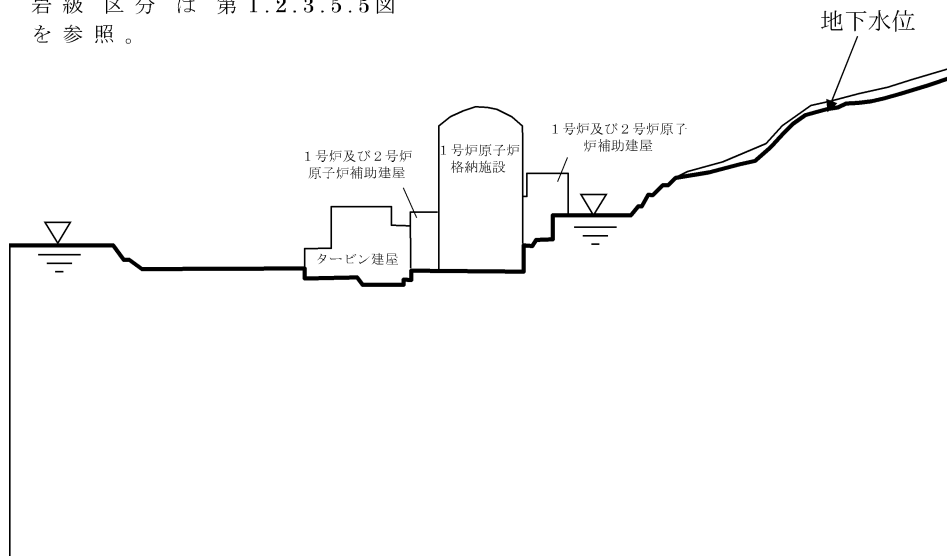 岩級区分は第1.2.3.5.5図
を参照。
地下水位
1号炉及び2号炉
原子炉補助建屋
1号炉原子炉
格納施設
1号炉及び2号炉原子
炉補助建屋
タービン建屋